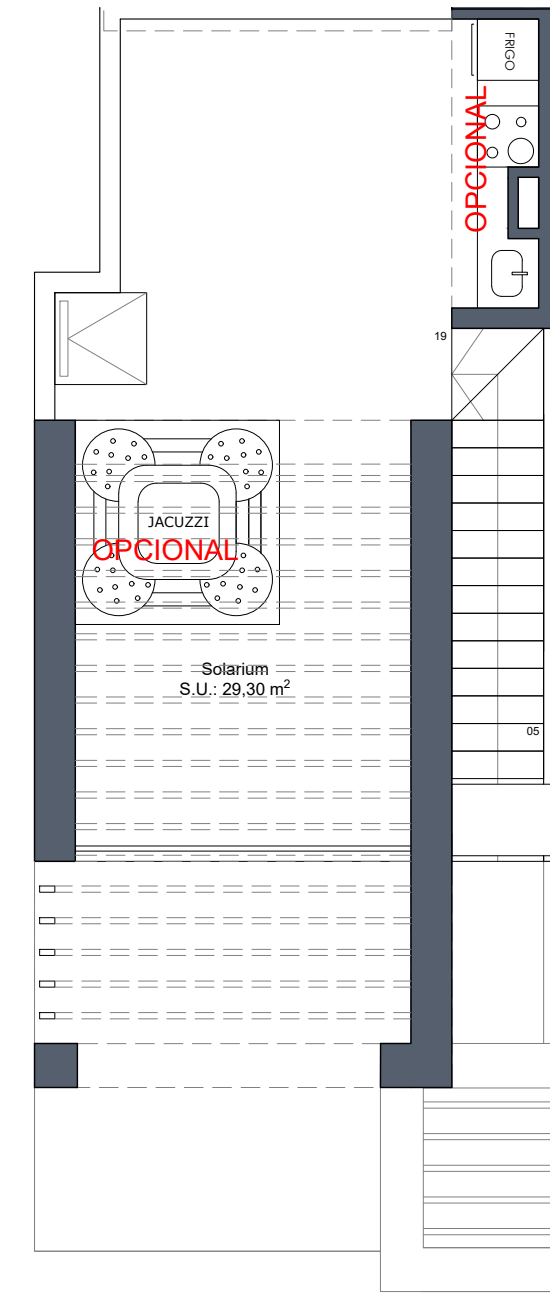 FRIGO
OPCIONAL
19
JACUZZI
OPCIONAL
Solarium
S.U.: 29,30 m²
05